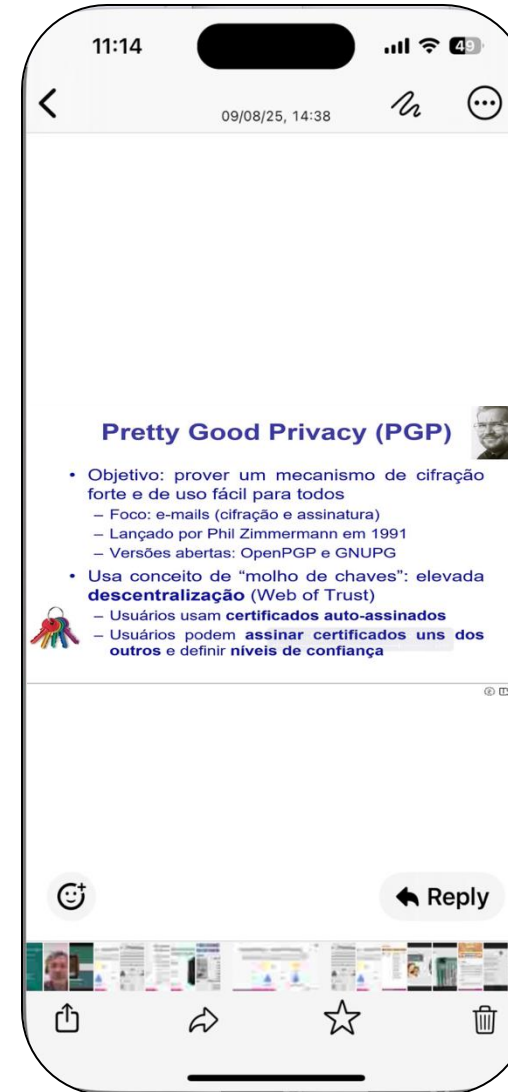 11:14
49
09/08/25, 14:38
Pretty Good Privacy (PGP)
• Objetivo: prover um mecanismo de cifração
forte e de uso fácil para todos
– Foco: e-mails (cifração e assinatura)
– Lançado por Phil Zimmermann em 1991
– Versões abertas: OpenPGP e GNUPG
• Usa conceito de “molho de chaves”: elevada
descentralização (Web of Trust)
– Usuários usam certificados auto-assinados
– Usuários podem assinar certificados uns dos
outros e definir níveis de confiança
Reply